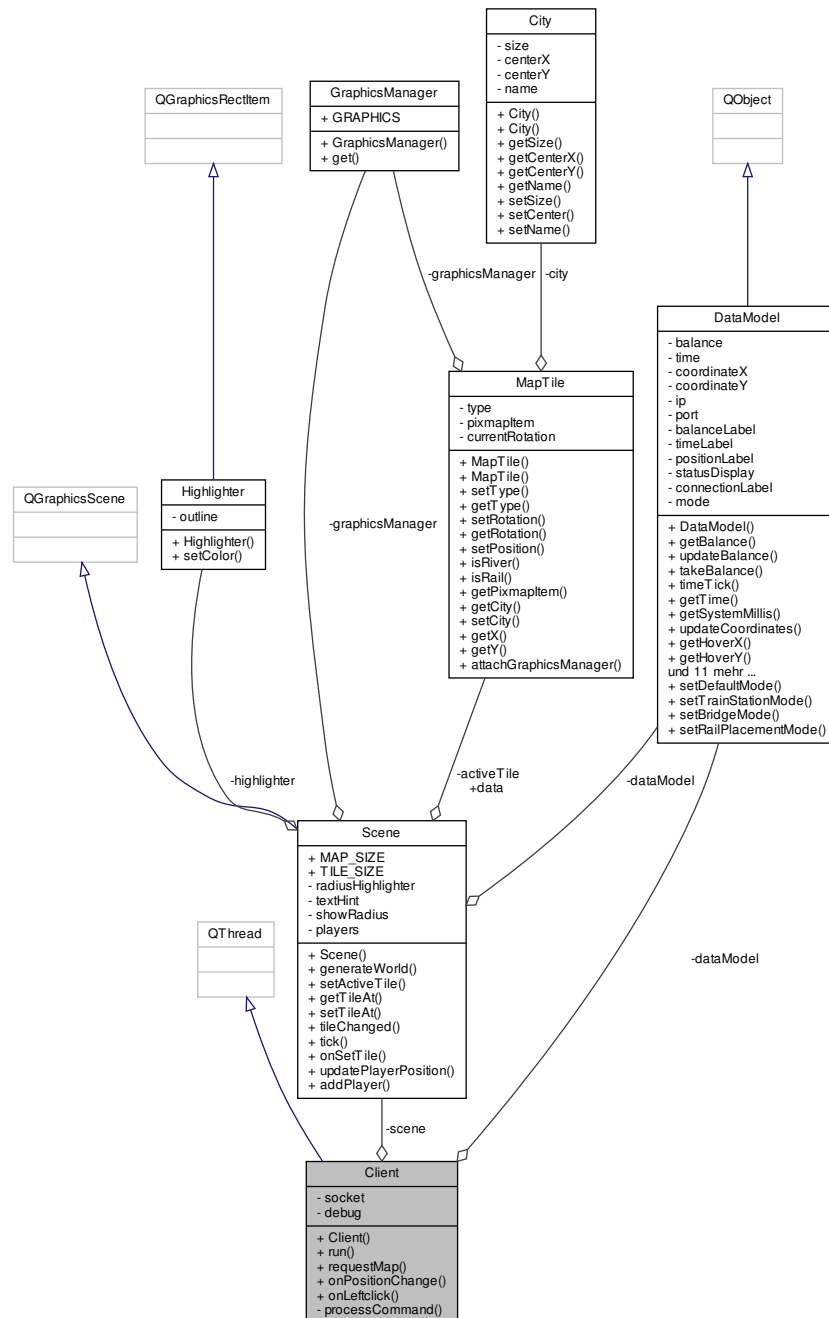 City
- size
- centerX
- centerY
- name
+ City()
+ City()
+ getSize()
+ getCenterX()
+ getCenterY()
+ getName()
+ setSize()
+ setCenter()
+ setName()
GraphicsManager
+ GRAPHICS
+ GraphicsManager()
+ get()
QGraphicsRectItem
QObject
-graphicsManager
-city
DataModel
- balance
- time
- coordinateX
- coordinateY
- ip
- port
- balanceLabel
- timeLabel
- positionLabel
- statusDisplay
- connectionLabel
- mode
+ DataModel()
+ getBalance()
+ updateBalance()
+ takeBalance()
+ timeTick()
+ getTime()
+ getSystemMillis()
+ updateCoordinates()
+ getHoverX()
+ getHoverY()
und 11 mehr ...
+ setDefaultMode()
+ setTrainStationMode()
+ setBridgeMode()
+ setRailPlacementMode()
MapTile
- type
- pixmapItem
- currentRotation
+ MapTile()
+ MapTile()
+ setType()
+ getType()
+ setRotation()
+ getRotation()
+ setPosition()
+ isRiver()
+ isRail()
+ getPixmapItem()
+ getCity()
+ setCity()
+ getX()
+ getY()
+ attachGraphicsManager()
QGraphicsScene
Highlighter
- outline
+ Highlighter()
+ setColor()
-graphicsManager
-highlighter
-activeTile
+data
-dataModel
Scene
+ MAP_SIZE
+ TILE_SIZE
- radiusHighlighter
- textHint
- showRadius
- players
+ Scene()
+ generateWorld()
+ setActiveTile()
+ getTileAt()
+ setTileAt()
+ tileChanged()
+ tick()
+ onSetTile()
+ updatePlayerPosition()
+ addPlayer()
QThread
-dataModel
-scene
Client
- socket
- debug
+ Client()
+ run()
+ requestMap()
+ onPositionChange()
+ onLeftclick()
- processCommand()